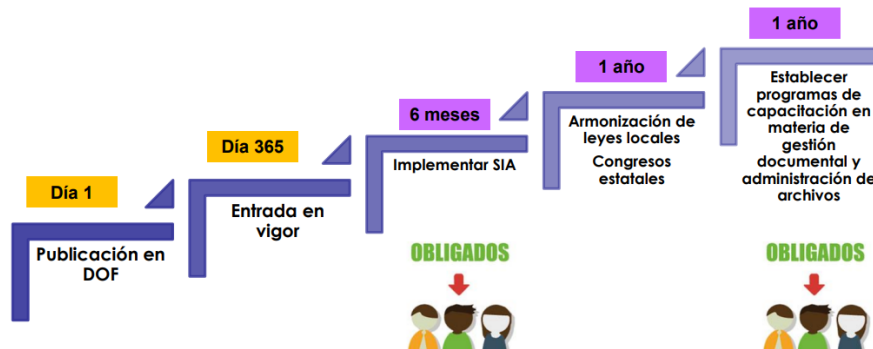 Día 1
Publicación en
DOF
Día 365
Entrada en
vigor
6 meses
Implementar SIA
OBLIGADOS
1 año
Armonización de
leyes locales
Congresos
estatales
1 año
Establecer
programas de
capacitación en
materia de
gestión
documental y
administración de
archivos
OBLIGADOS